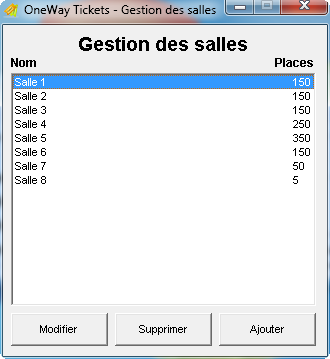 OneWay Tickets - Gestion des salles
Gestion des salles
Nom Places
Salle 1 150
Salle 2 150
Salle 3 150
Salle 4 250
Salle 5 350
Salle 6 150
Salle 7 50
Salle 8 5
Modifier Supprimer Ajouter